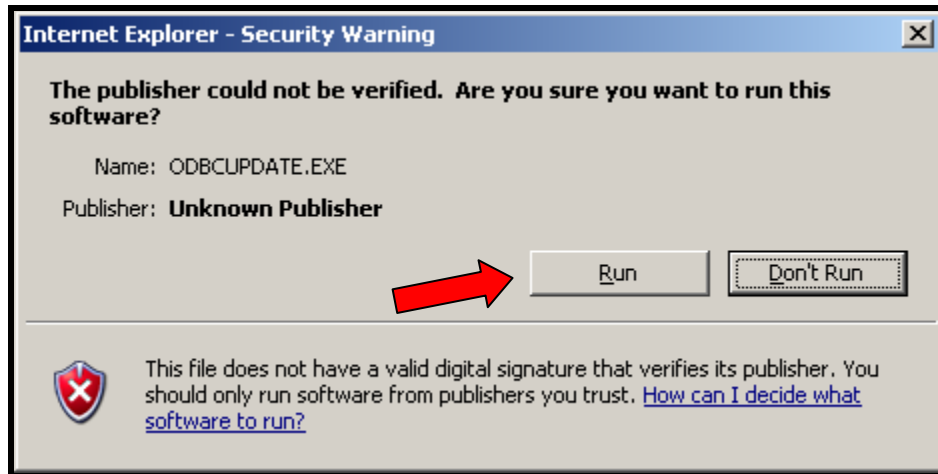 Internet Explorer - Security Warning
The publisher could not be verified.  Are you sure you want to run this
software?
Name: ODBCUPDATE.EXE
Publisher: Unknown Publisher
Run
Don't Run
This file does not have a valid digital signature that verifies its publisher. You
should only run software from publishers you trust. How can I decide what
software to run?